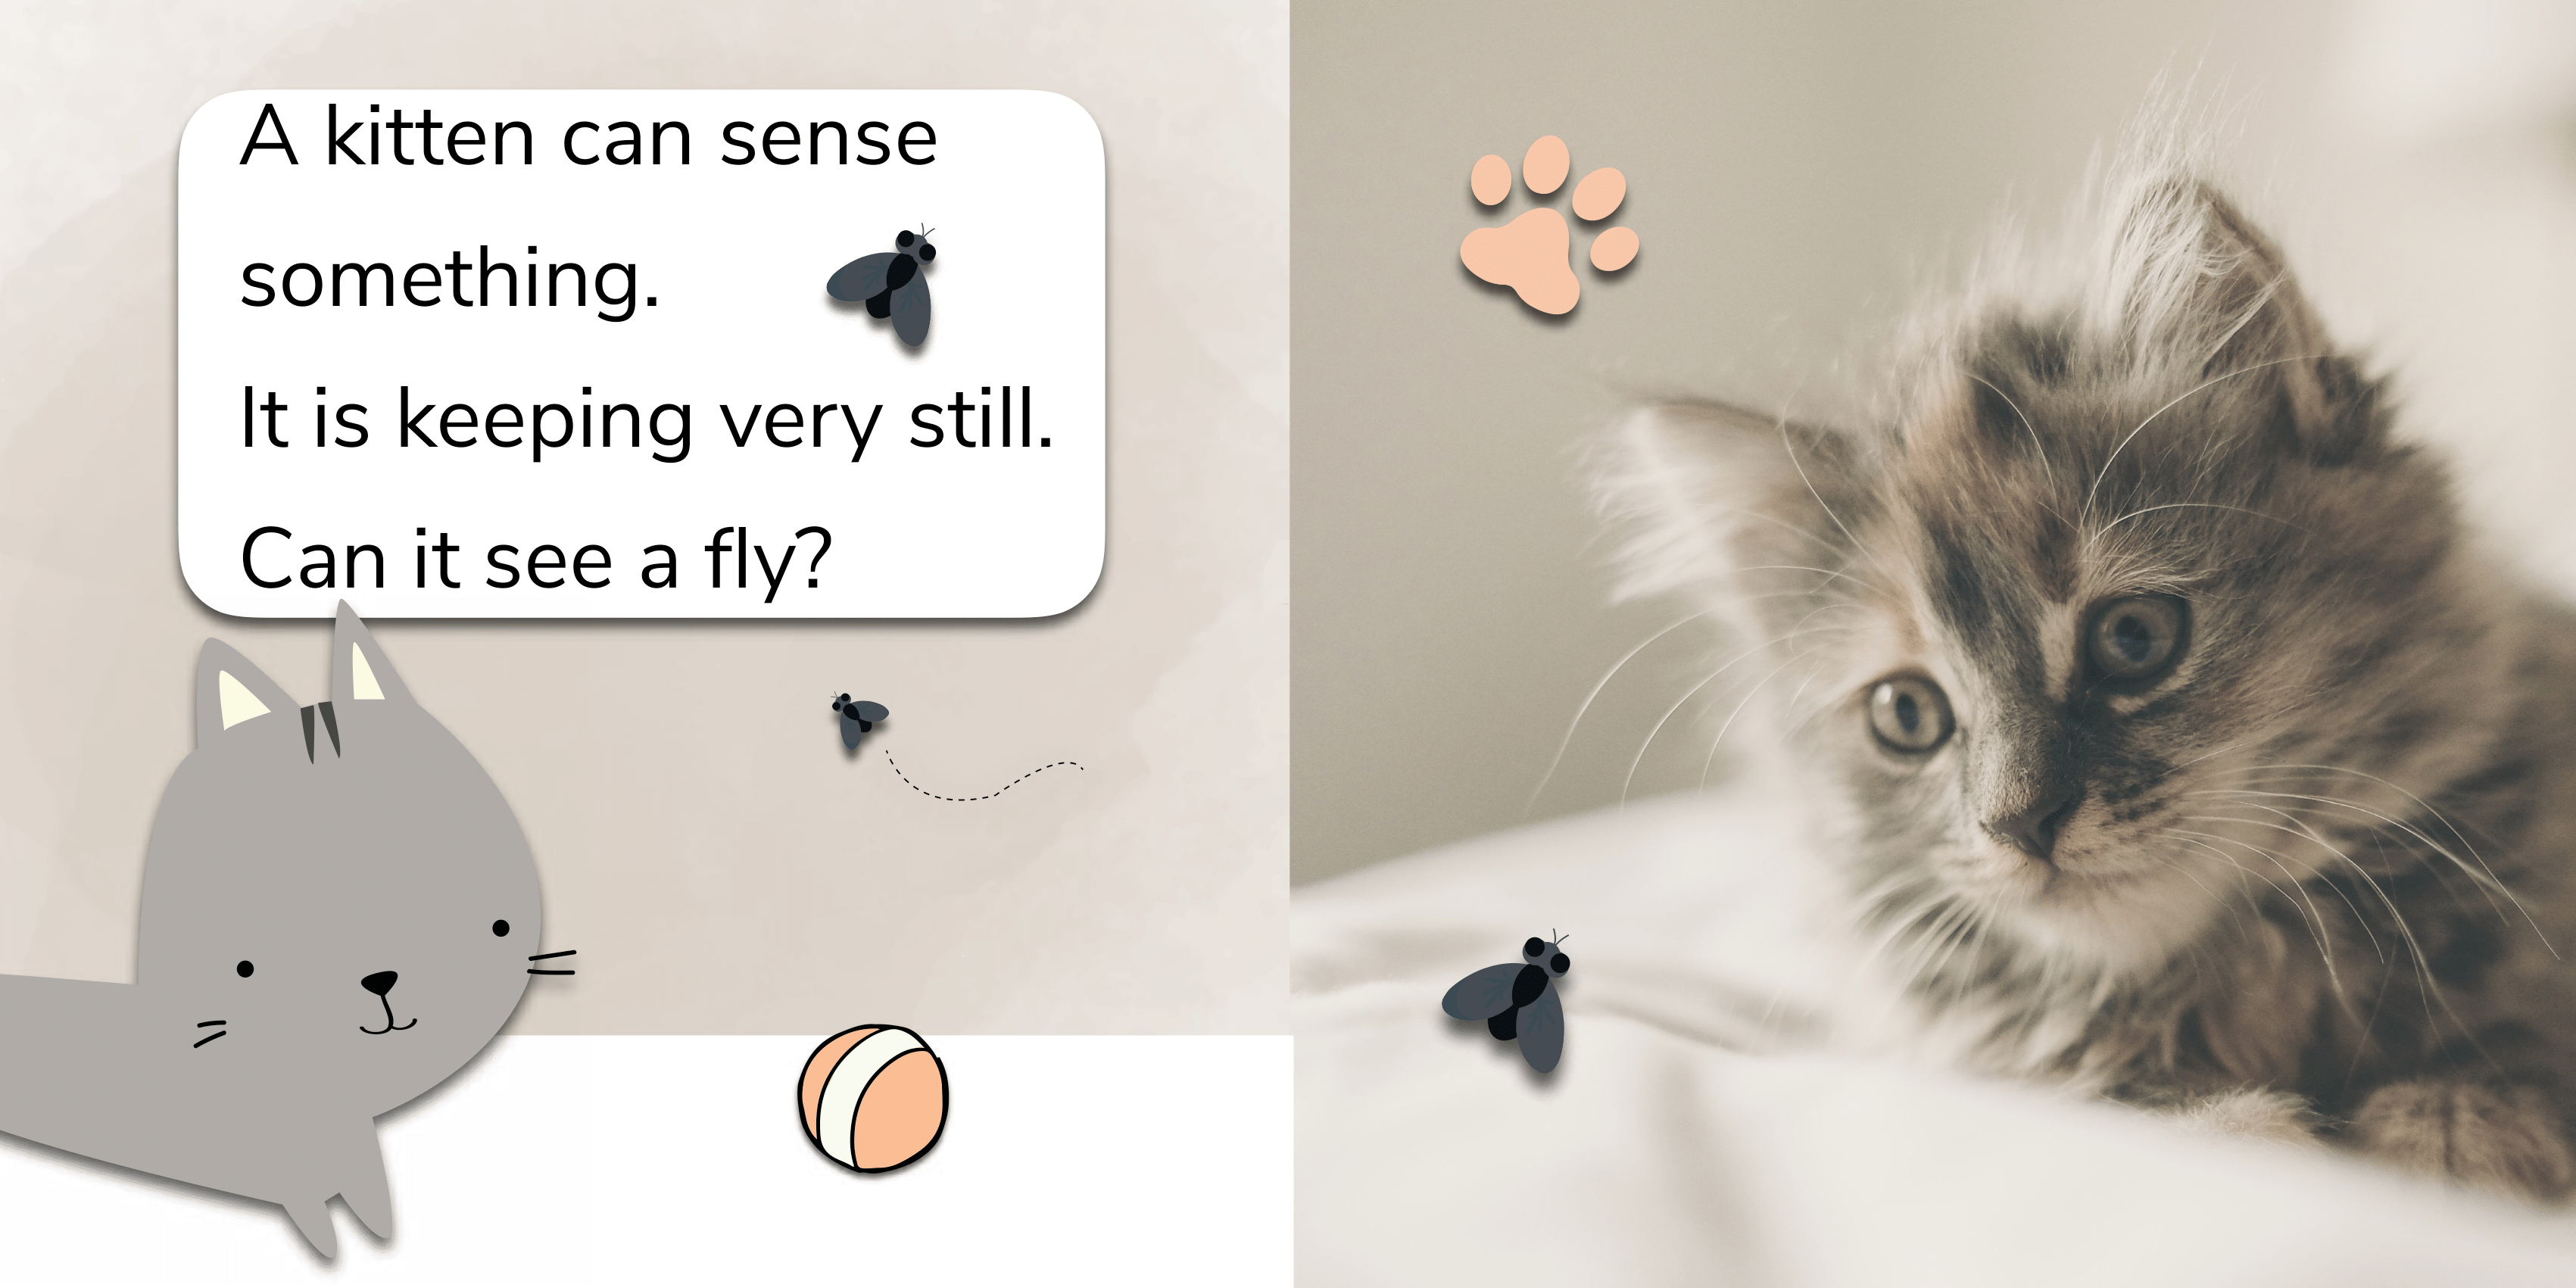 A kitten can sense
something.
It is keeping very still.
Can it see a fly?